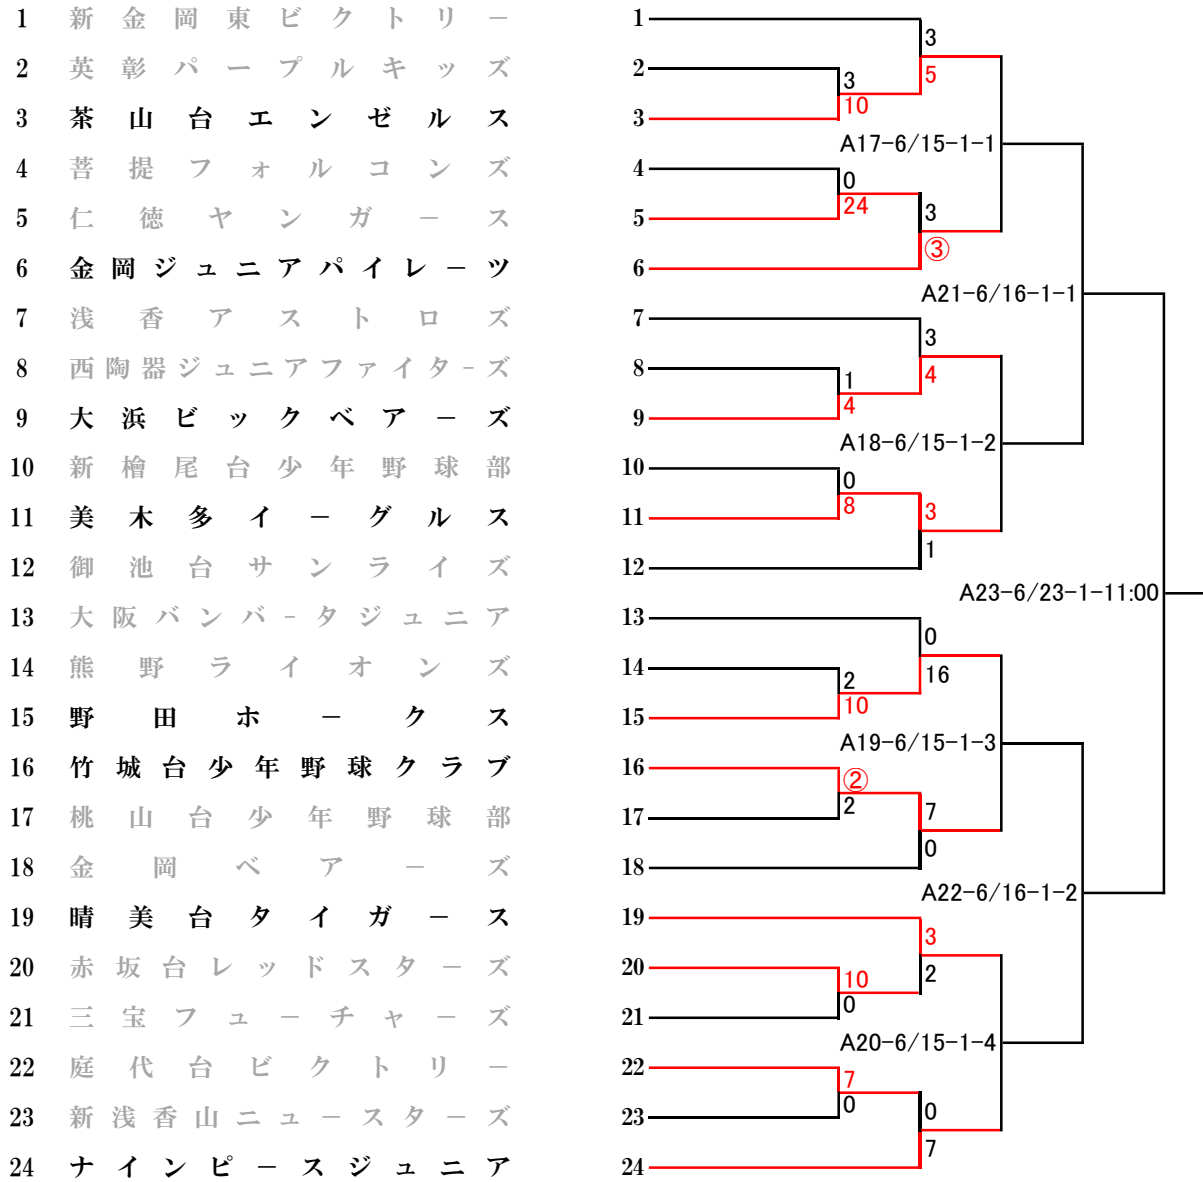 1 新金岡東ビクトリー
2 英彰パープルキッズ
3 茶山台エンゼルス
4 菩提フォルコンズ
5 仁徳ヤンガース
6 金岡ジュニアパイレーツ
7 浅香アストロズ
8 西陶器ジュニアファイタ-ズ
9 大浜ビックベアーズ
10 新檜尾台少年野球部
11 美木多イーグルス
12 御池台サンライズ
13 大阪バンバ-タジュニア
14 熊野ライオンズ
15 野田ホークス
16 竹城台少年野球クラブ
17 桃山台少年野球部
18 金岡ベアーズ
19 晴美台タイガース
20 赤坂台レッドスターズ
21 三宝フューチャーズ
22 庭代台ビクトリー
23 新浅香山ニュースターズ
24 ナインピースジュニア
1
3
2
3
5
10
3
A17-6/15-1-1
4
0
24
5
3
③
6
A21-6/16-1-1
7
3
8
1
4
4
9
A18-6/15-1-2
10
0
8
11
3
1
12
A23-6/23-1-11:00
13
0
14
2
16
10
15
A19-6/15-1-3
16
②
2
17
7
0
18
A22-6/16-1-2
19
3
20
10
2
0
21
A20-6/15-1-4
22
7
0
23
0
7
24